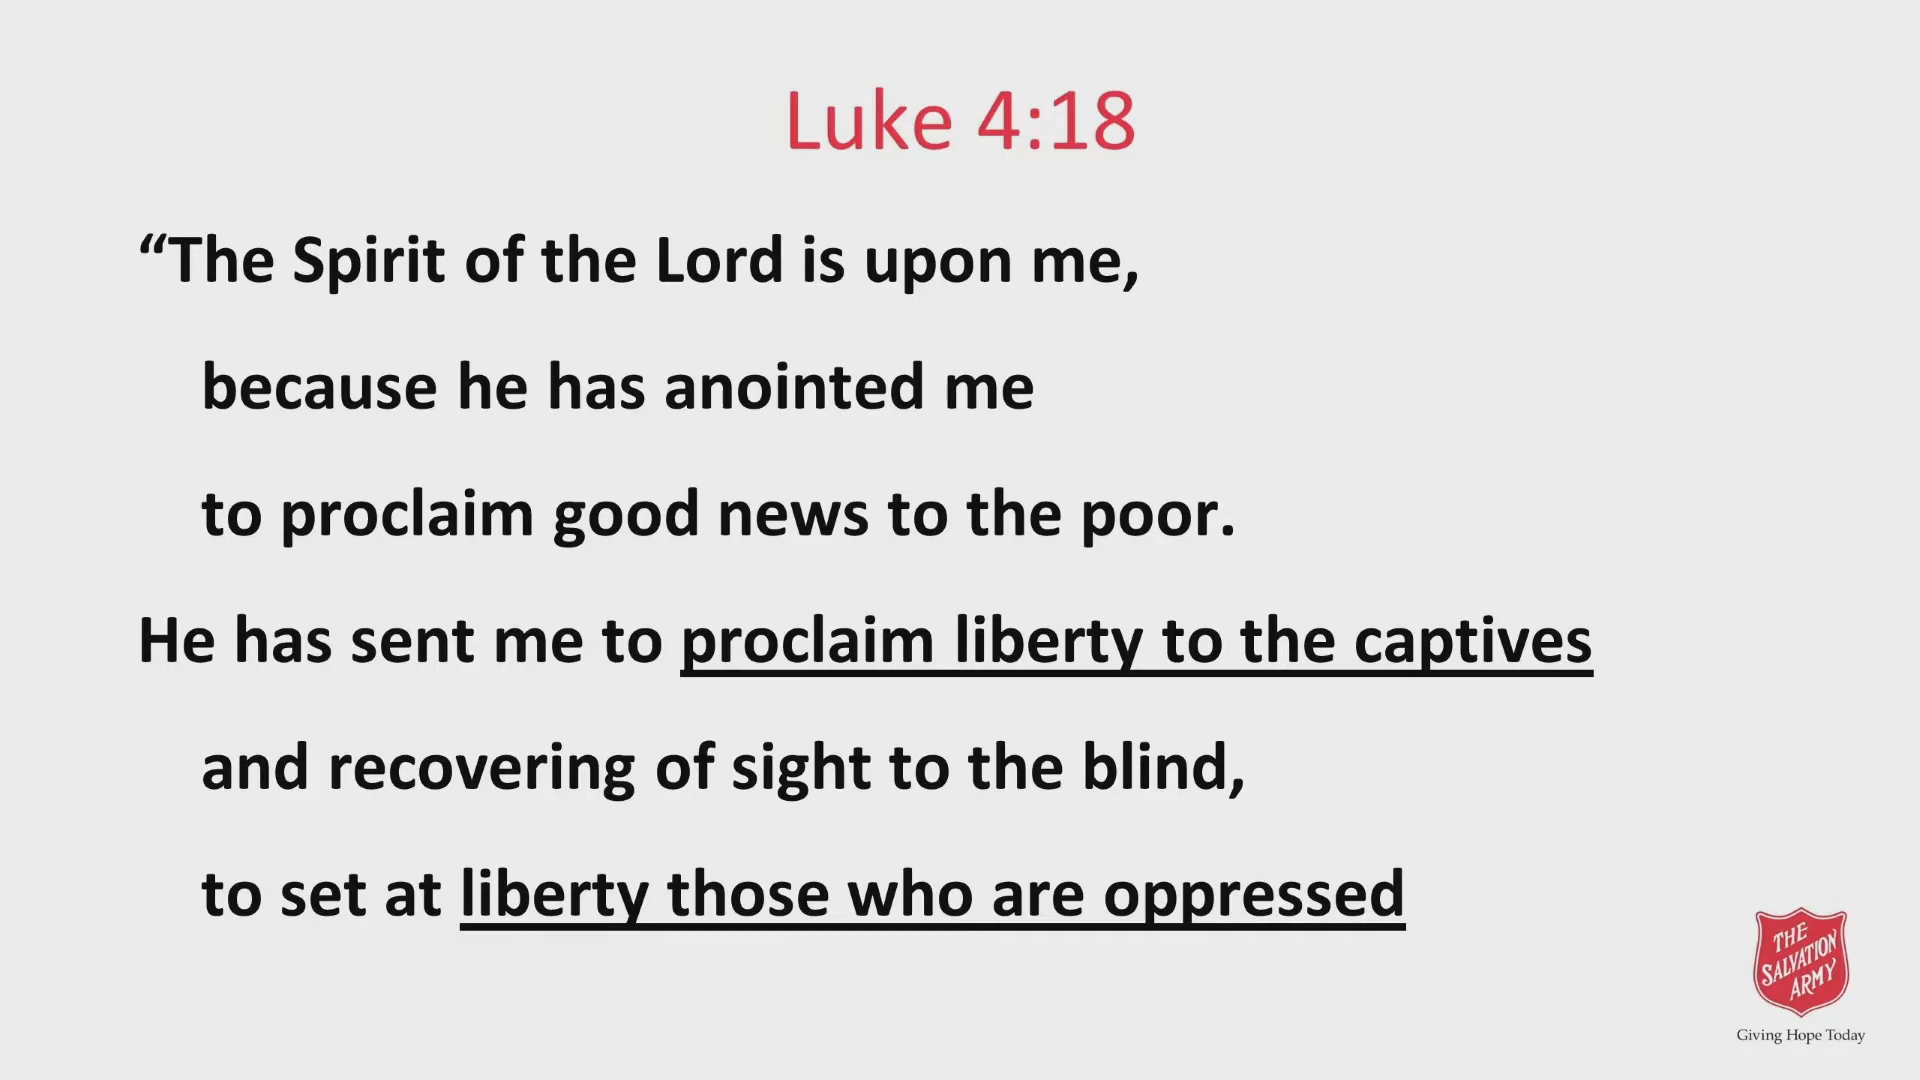 Luke 4:18
“The Spirit of the Lord is upon me,
because he has anointed me
to proclaim good news to the poor.
He has sent me to proclaim liberty to the captives
and recovering of sight to the blind,
to set at liberty those who are oppressed
THE
SALVATION
ARMY
Giving Hope Today